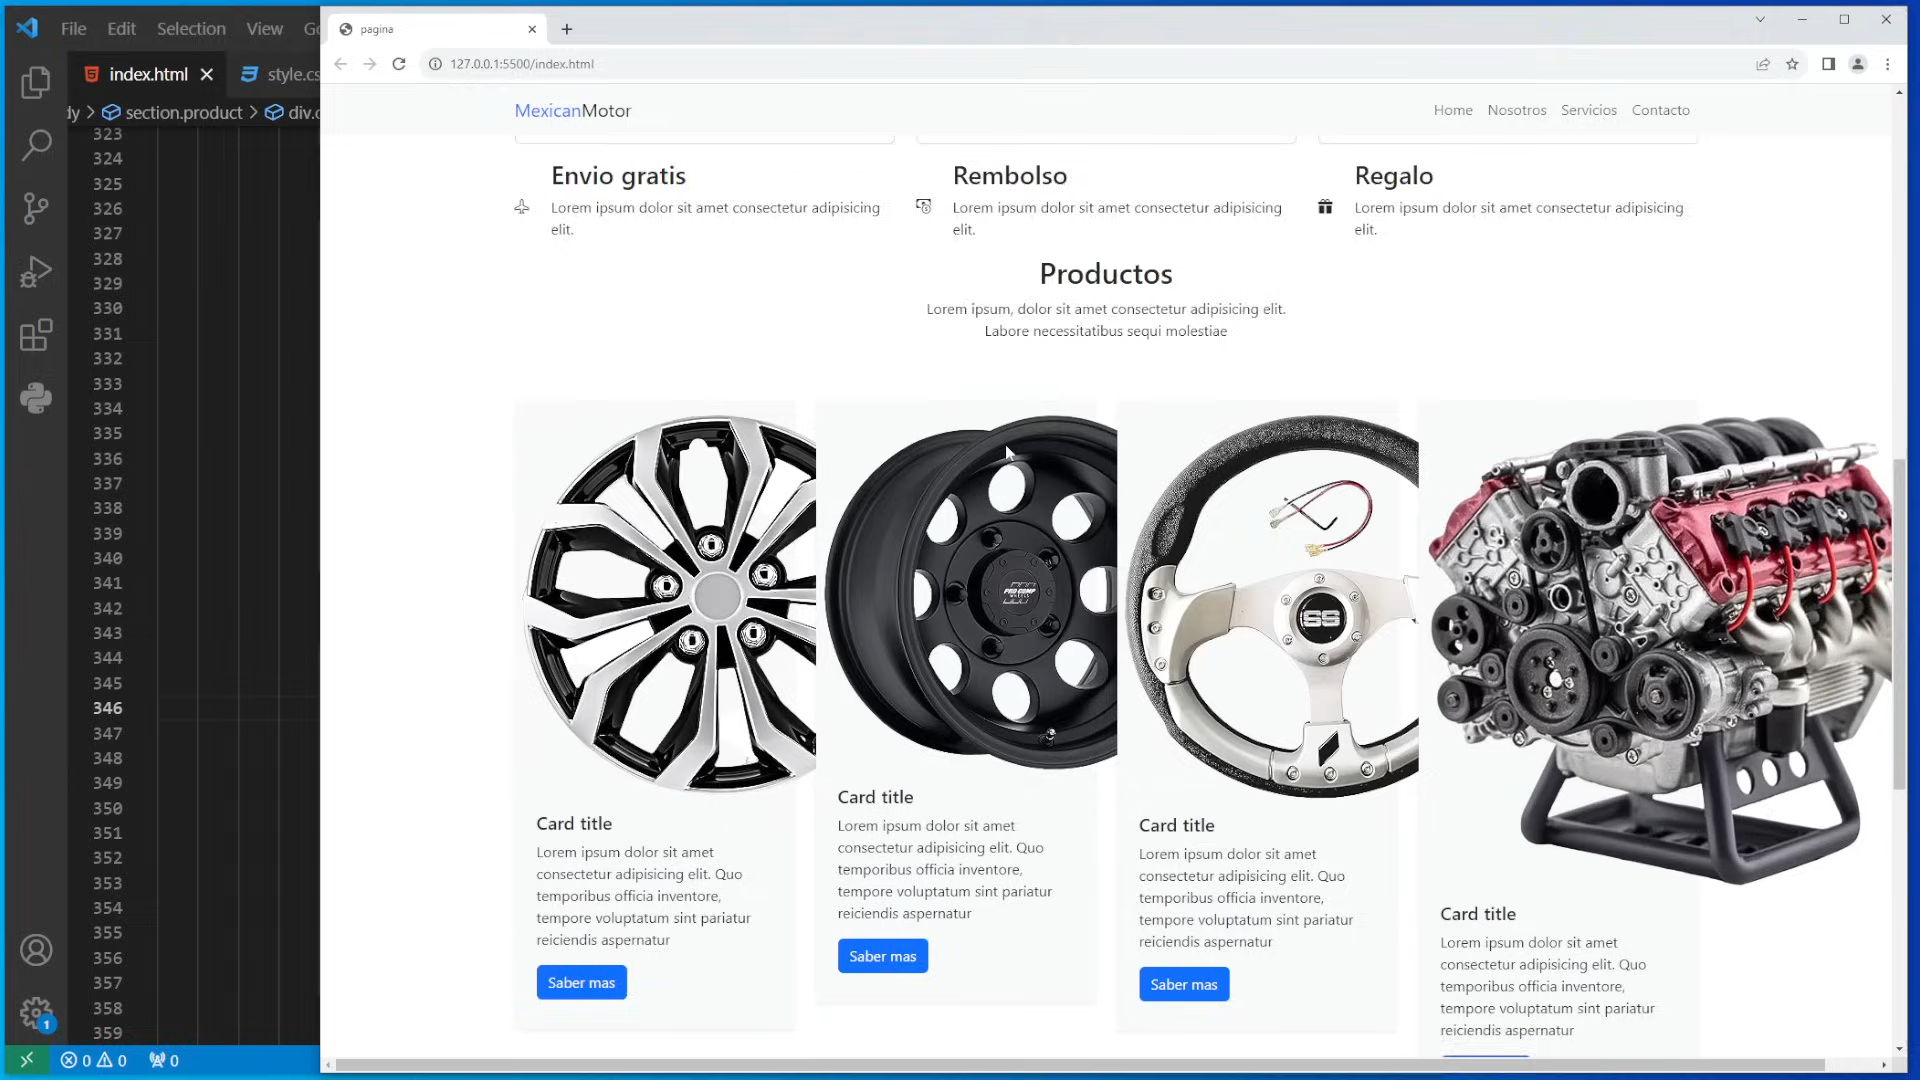 File Edit Selection View Go
index.html
style.cs
dy > section.product > div.c
323
324
325
326
327
328
329
330
331
332
333
334
335
336
337
338
339
340
341
342
343
344
345
346
347
348
349
350
351
352
353
354
355
356
357
358
359
0 0 0
1
pagina
127.0.0.1:5500/index.html
MexicanMotor
Home Nosotros Servicios Contacto
Envio gratis
Lorem ipsum dolor sit amet consectetur adipisicing
elit.
Rembolso
Lorem ipsum dolor sit amet consectetur adipisicing
elit.
Regalo
Lorem ipsum dolor sit amet consectetur adipisicing
elit.
Productos
Lorem ipsum, dolor sit amet consectetur adipisicing elit.
Labore necessitatibus sequi molestiae
PRO COMP
WHEELS
SS
Card title
Lorem ipsum dolor sit amet
consectetur adipisicing elit. Quo
temporibus officia inventore,
tempore voluptatum sint pariatur
reiciendis aspernatur
Saber mas
Card title
Lorem ipsum dolor sit amet
consectetur adipisicing elit. Quo
temporibus officia inventore,
tempore voluptatum sint pariatur
reiciendis aspernatur
Saber mas
Card title
Lorem ipsum dolor sit amet
consectetur adipisicing elit. Quo
temporibus officia inventore,
tempore voluptatum sint pariatur
reiciendis aspernatur
Saber mas
Card title
Lorem ipsum dolor sit amet
consectetur adipisicing elit. Quo
temporibus officia inventore,
tempore voluptatum sint pariatur
reiciendis aspernatur